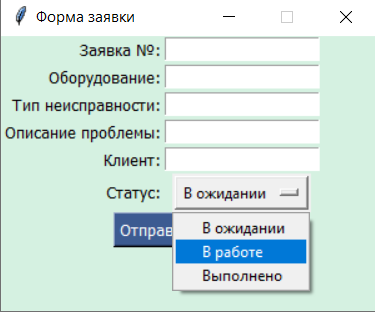 Форма заявки
Заявка №:
Оборудование:
Тип неисправности:
Описание проблемы:
Клиент:
Статус: В ожидании
Отправ
В ожидании
В работе
Выполнено